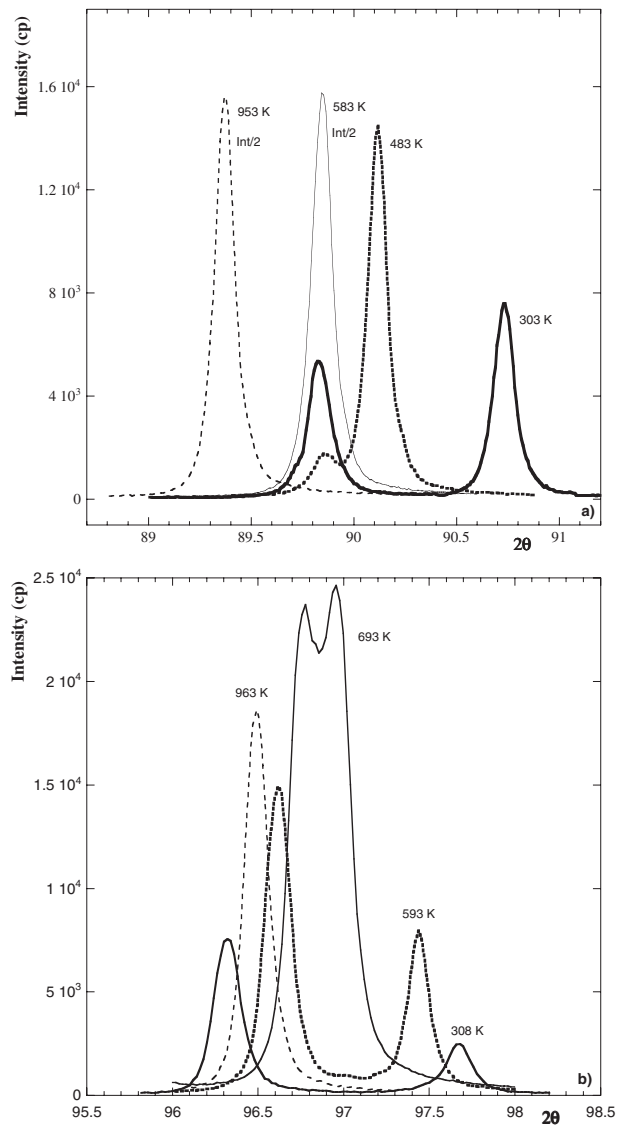 Intensity (cp)
1.6 10⁴
1.2 10⁴
8 10³
4 10³
0
953 K
Int/2
583 K
Int/2
483 K
303 K
a)
89
89.5
90
90.5
91
2θ
Intensity (cp)
2.5 10⁴
2 10⁴
1.5 10⁴
1 10⁴
5 10³
0
963 K
693 K
593 K
308 K
b)
95.5
96
96.5
97
97.5
98
98.5
2θ